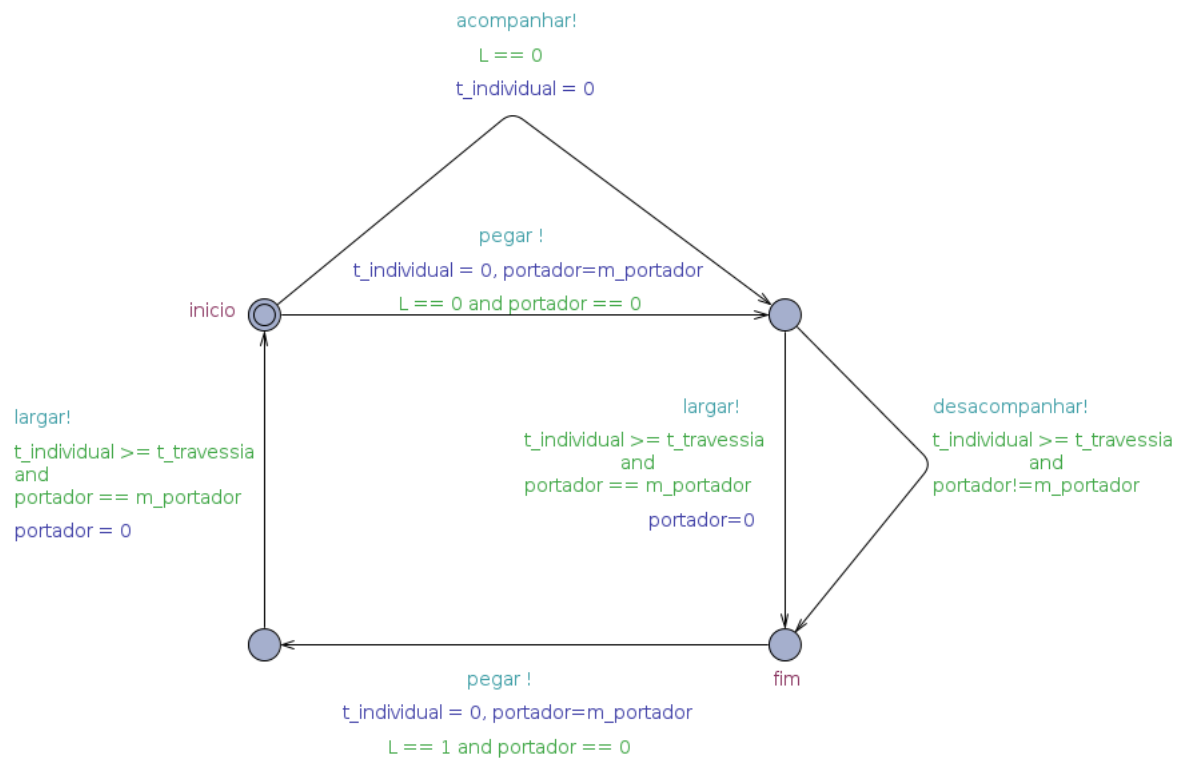 acompanhar!
L == 0
t_individual = 0
pegar !
t_individual = 0, portador=m_portador
L == 0 and portador == 0
inicio
largar!
t_individual >= t_travessia
and
portador == m_portador
portador = 0
largar!
t_individual >= t_travessia
and
portador == m_portador
portador=0
desacompanhar!
t_individual >= t_travessia
and
portador!=m_portador
fim
pegar !
t_individual = 0, portador=m_portador
L == 1 and portador == 0